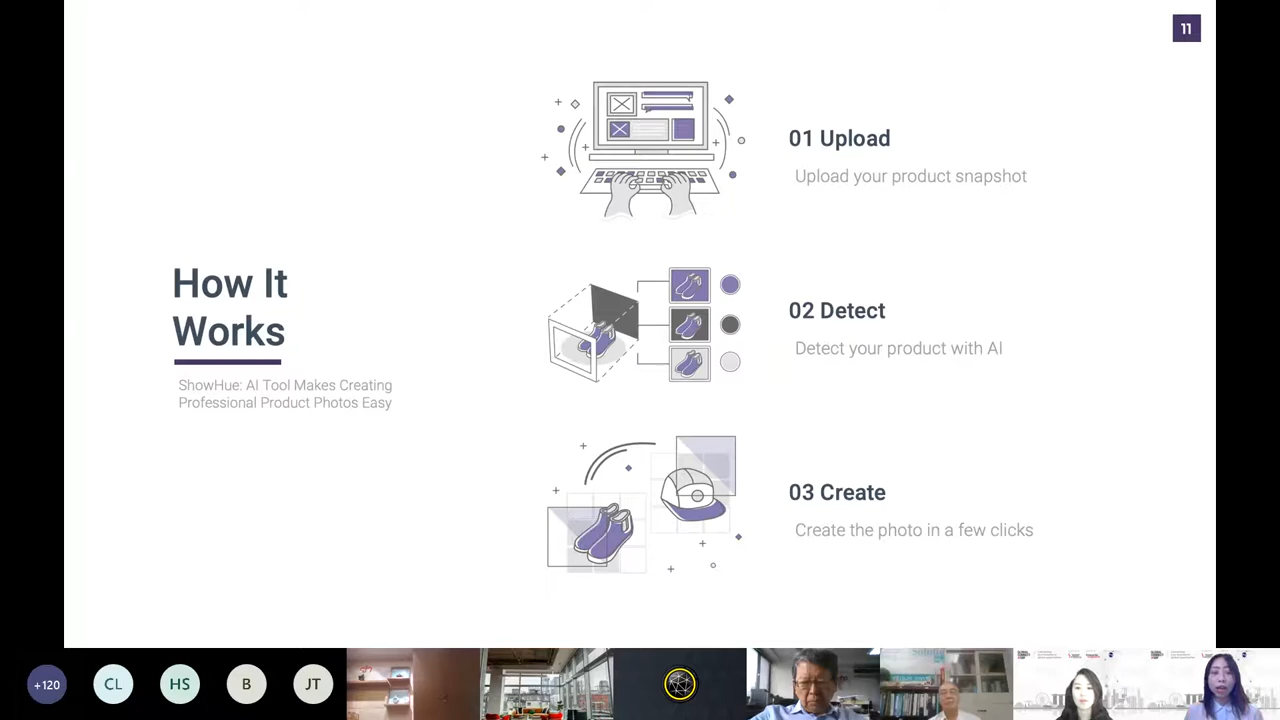 11
How It
Works
ShowHue: AI Tool Makes Creating
Professional Product Photos Easy
01 Upload
Upload your product snapshot
02 Detect
Detect your product with AI
03 Create
Create the photo in a few clicks
+120
CL
HS
B
JT